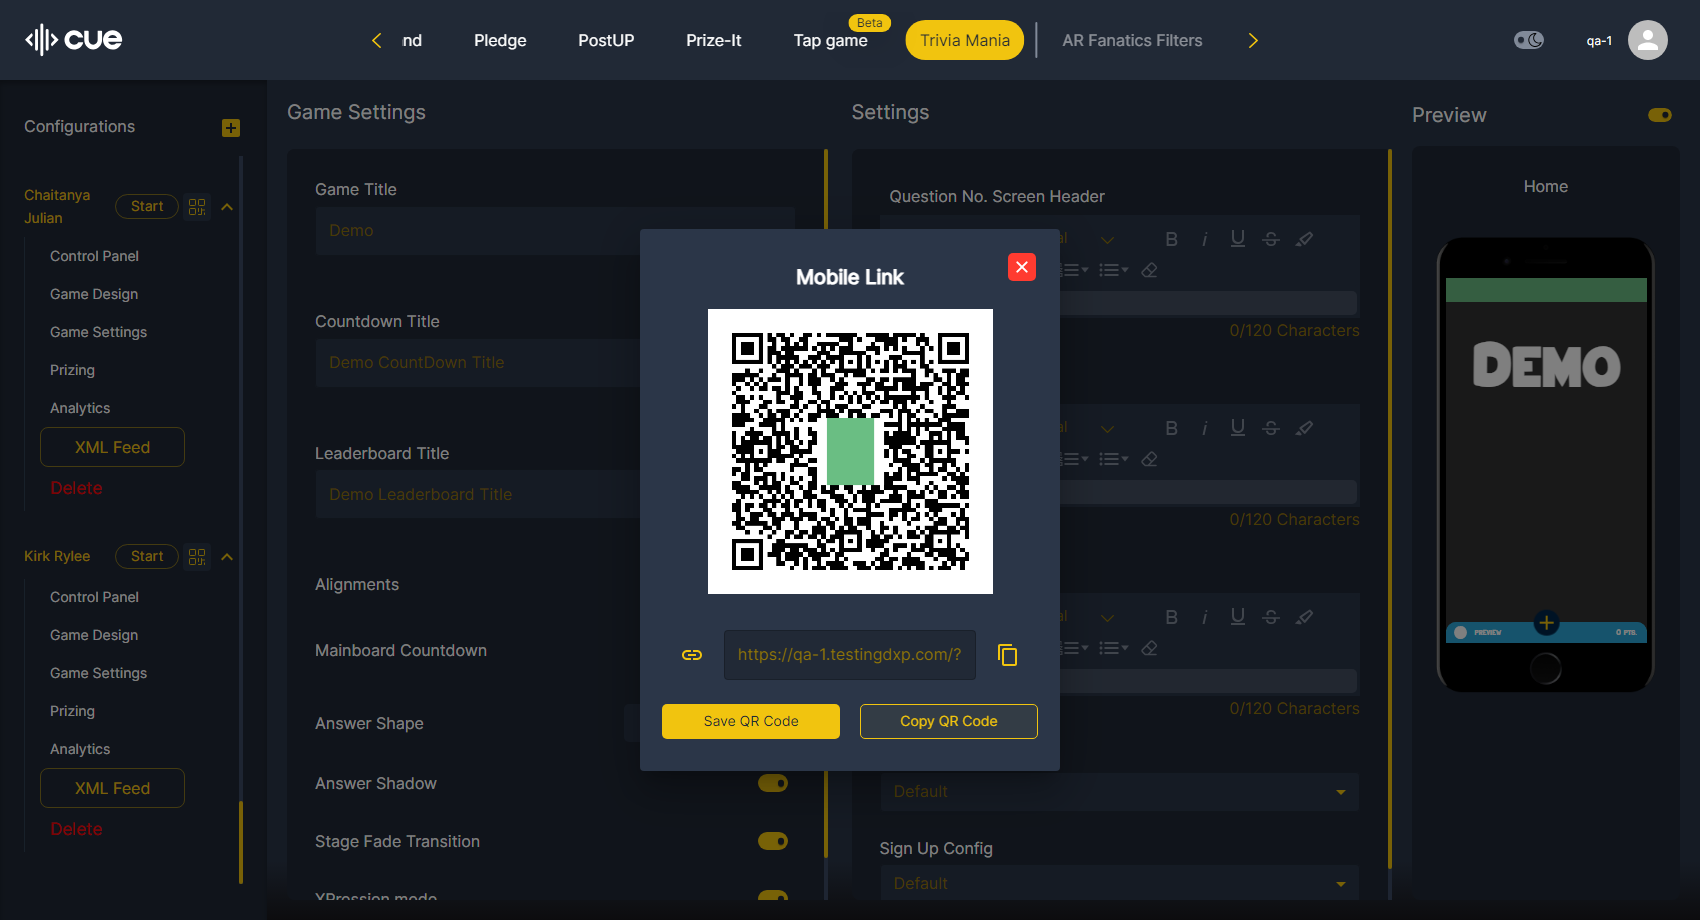 cue
nd
Pledge
PostUP
Prize-It
Tap game
Beta
Trivia Mania
AR Fanatics Filters
qa-1
Configurations
Chaitanya
Julian
Start
Control Panel
Game Design
Game Settings
Prizing
Analytics
XML Feed
Delete
Kirk Rylee
Start
Control Panel
Game Design
Game Settings
Prizing
Analytics
XML Feed
Delete
Game Settings
Game Title
Demo
Countdown Title
Demo CountDown Title
Leaderboard Title
Demo Leaderboard Title
Alignments
Mainboard Countdown
Answer Shape
Answer Shadow
Stage Fade Transition
XPression mode
Mobile Link
https://qa-1.testingdxp.com/?
Save QR Code
Copy QR Code
Settings
Question No. Screen Header
al
B i U S
0/120 Characters
al
B i U S
0/120 Characters
al
B i U S
0/120 Characters
Default
Sign Up Config
Default
Preview
Home
DEMO
PREVIEW
0 PTS.